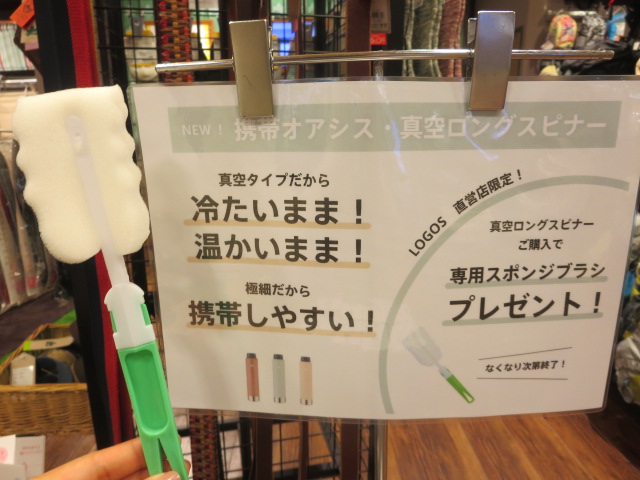 NEW! 携帯オアシス・真空ロングスピナー
真空タイプだから
冷たいまま！
温かいまま！
極細だから
携帯しやすい！
LOGOS 直営店限定！
真空ロングスピナー
ご購入で
専用スポンジブラシ
プレゼント！
なくなり次第終了！